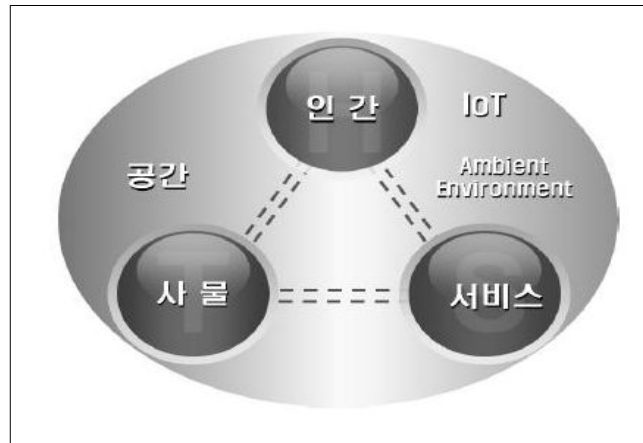 인 간
IoT
공간
Ambient
Environment
사 물
서비스
H
T
S